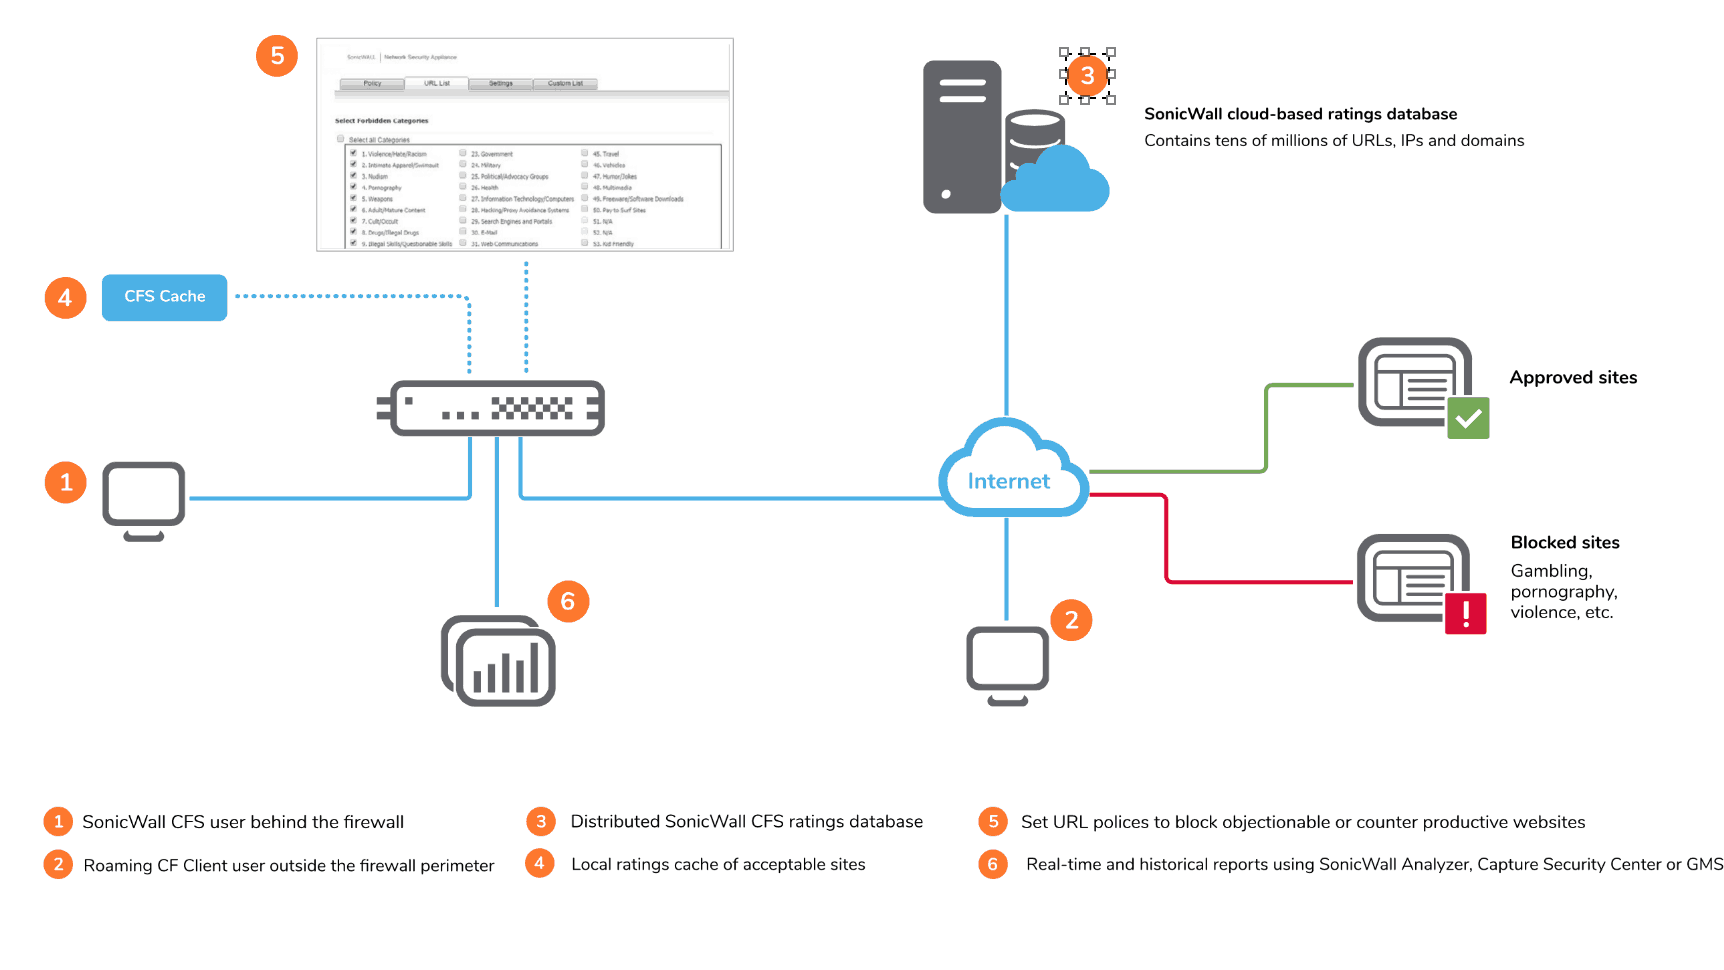 5
SonicWALL | Network Security Appliance
Policy URL List Settings Custom List
Select Forbidden Categories
Select all Categories
1. Violence/Hate/Racism 23. Government 45. Travel
2. Intimate Apparel/Swimsuit 24. Military 46. Vehicles
3. Nudism 25. Political/Advocacy Groups 47. Humor/Jokes
4. Pornography 26. Health 48. Multimedia
5. Weapons 27. Information Technology/Computers 49. Freeware/Software Downloads
6. Adult/Mature Content 28. Hacking/Proxy Avoidance Systems 50. Pay to Surf Sites
7. Cult/Occult 29. Search Engines and Portals 51. N/A
8. Drugs/Illegal Drugs 30. E-Mail 52. N/A
9. Illegal Skills/Questionable Skills 31. Web Communications 53. Kid Friendly
3
SonicWall cloud-based ratings database
Contains tens of millions of URLs, IPs and domains
4
CFS Cache
Approved sites
1
Internet
Blocked sites
Gambling,
pornography,
violence, etc.
6
2
1 SonicWall CFS user behind the firewall
2 Roaming CF Client user outside the firewall perimeter
3 Distributed SonicWall CFS ratings database
4 Local ratings cache of acceptable sites
5 Set URL polices to block objectionable or counter productive websites
6 Real-time and historical reports using SonicWall Analyzer, Capture Security Center or GMS